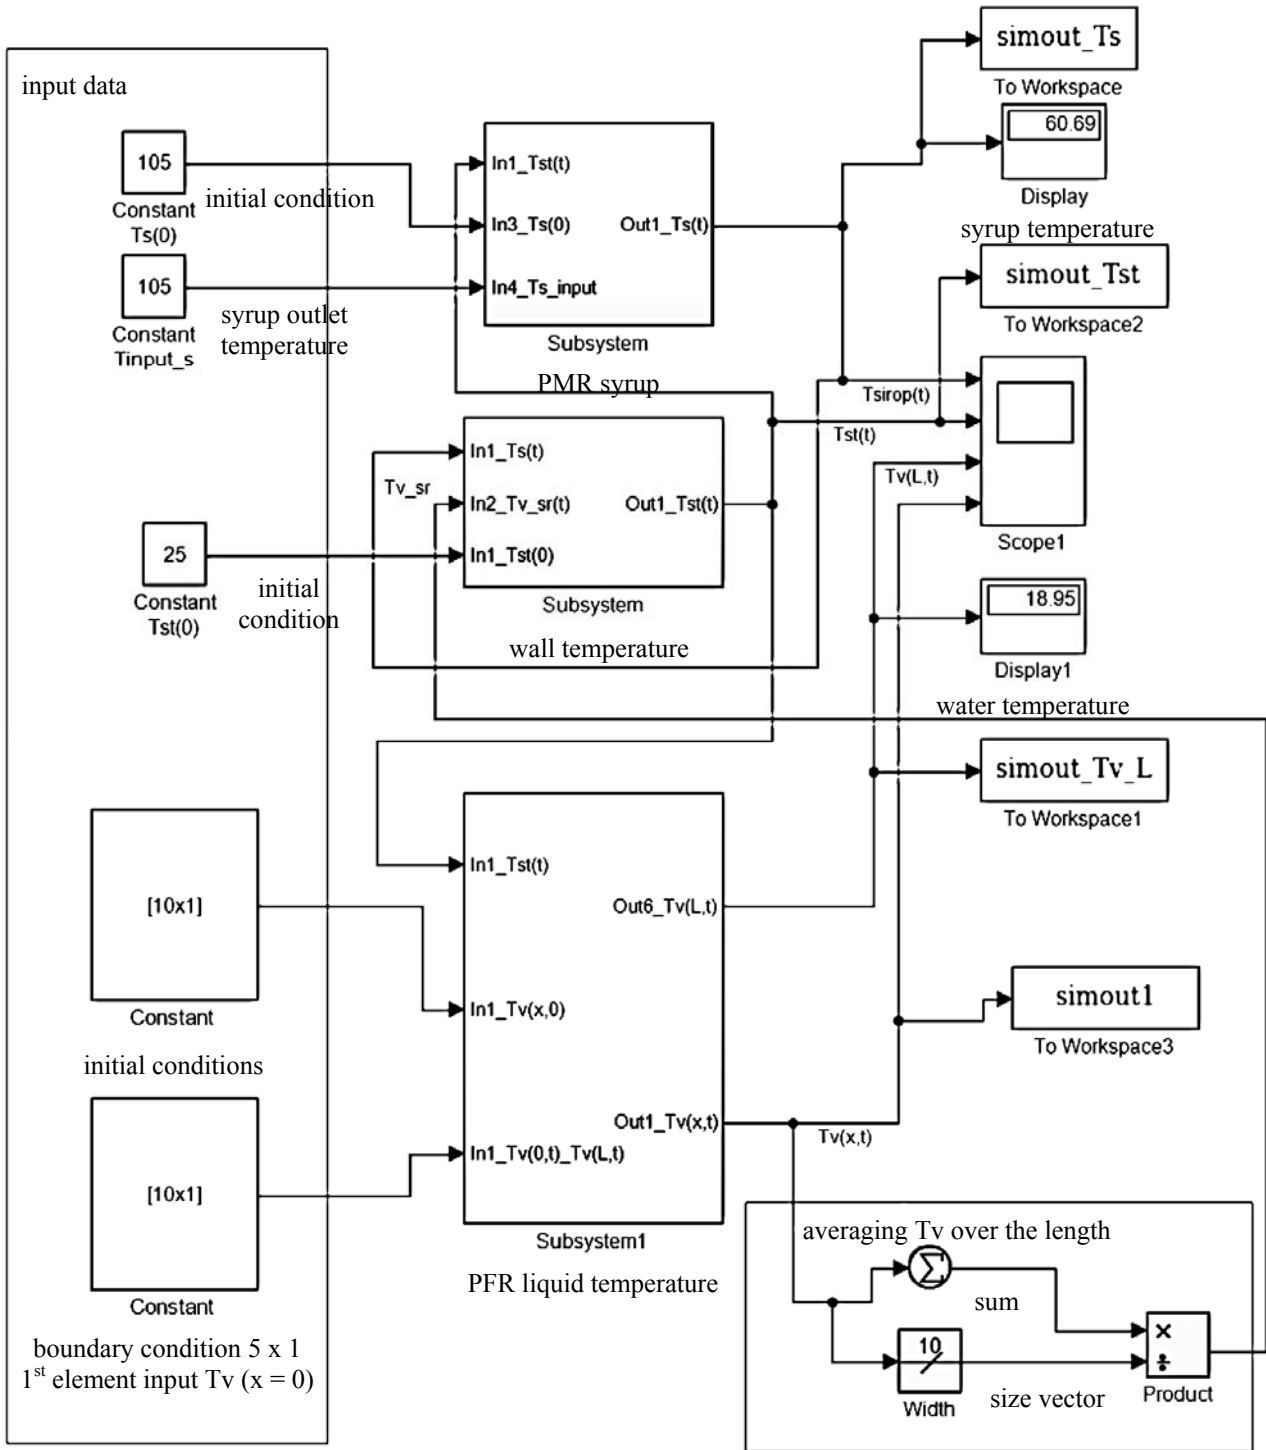 input data
105
Constant
Ts(0)
initial condition
105
Constant
Tinput_s
syrup outlet
temperature
In1_Tst(t)
In3_Ts(0)
In4_Ts_input
Out1_Ts(t)
Subsystem
PMR syrup
simout_Ts
To Workspace
60.69
Display
syrup temperature
simout_Tst
To Workspace2
Tsirop(t)
Tst(t)
Tv(L,t)
Scope1
In1_Ts(t)
Tv_sr
In2_Tv_sr(t)
In1_Tst(0)
Out1_Tst(t)
Subsystem
wall temperature
25
Constant
Tst(0)
initial
condition
18.95
Display1
water temperature
simout_Tv_L
To Workspace1
[10x1]
Constant
initial conditions
In1_Tst(t)
In1_Tv(x,0)
In1_Tv(0,t)_Tv(L,t)
Out6_Tv(L,t)
Out1_Tv(x,t)
Subsystem1
PFR liquid temperature
simout1
To Workspace3
Tv(x,t)
[10x1]
Constant
boundary condition 5 x 1
1st element input Tv (x = 0)
averaging Tv over the length
Σ
sum
10
Width
size vector
×
÷
Product